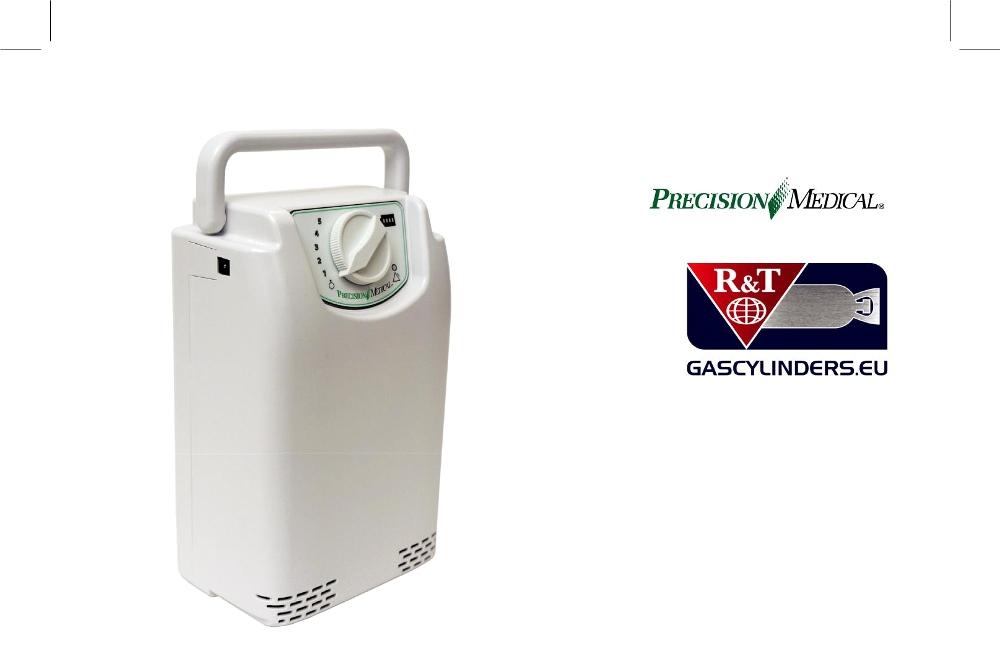 5
4
3
2
1
PRECISION MEDICAL®
PRECISION MEDICAL®
R&T
GASCYLINDERS.EU